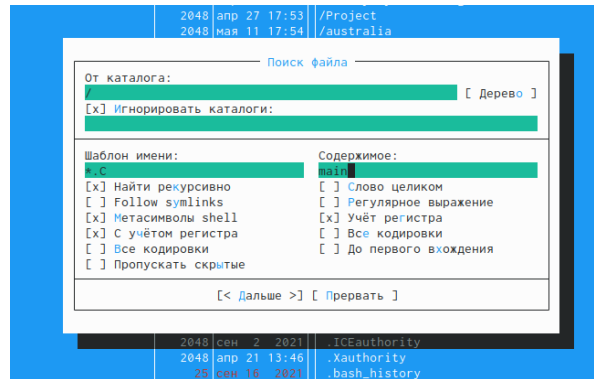 2048 апр 27 17:53 /Project
2048 мая 11 17:54 /australia
Поиск файла
От каталога:
/ [ Дерево ]
[x] Игнорировать каталоги:
Шаблон имени: Содержимое:
*.C main
[x] Найти рекурсивно [ ] Слово целиком
[ ] Follow symlinks [ ] Регулярное выражение
[x] Метасимволы shell [x] Учёт регистра
[x] С учётом регистра [ ] Все кодировки
[ ] Все кодировки [ ] До первого вхождения
[ ] Пропускать скрытые
[< Дальше >] [ Прервать ]
2048 сен 2 2021 .ICEauthority
2048 апр 21 13:46 .Xauthority
25 сен 16 2021 .bash_history